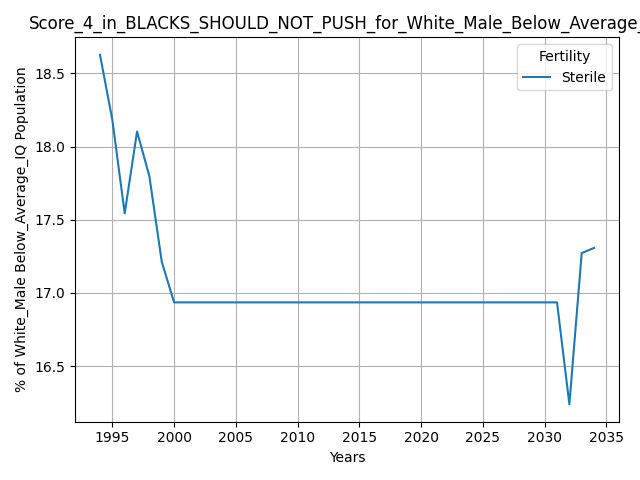 Score_4_in_BLACKS_SHOULD_NOT_PUSH_for_White_Male_Below_Average_
Fertility
Sterile
18.5
18.0
17.5
17.0
16.5
% of White_Male Below_Average_IQ Population
1995 2000 2005 2010 2015 2020 2025 2030 2035
Years